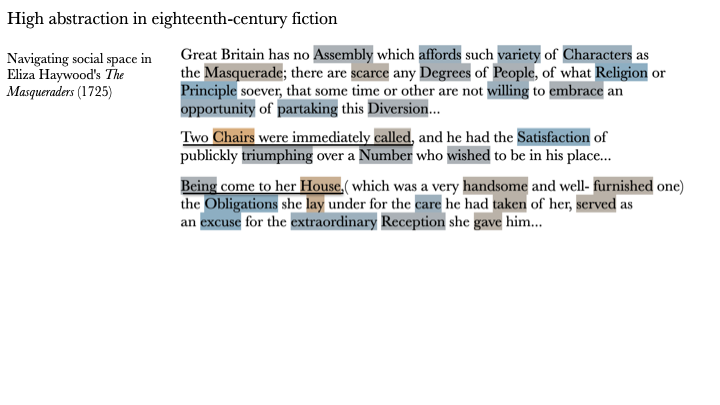 High abstraction in eighteenth-century fiction
Navigating social space in
Eliza Haywood's The
Masqueraders (1725)
Great Britain has no Assembly which affords such variety of Characters as
the Masquerade; there are scarce any Degrees of People, of what Religion or
Principle soever, that some time or other are not willing to embrace an
opportunity of partaking this Diversion...
Two Chairs were immediately called, and he had the Satisfaction of
publickly triumphing over a Number who wished to be in his place...
Being come to her House,( which was a very handsome and well- furnished one)
the Obligations she lay under for the care he had taken of her, served as
an excuse for the extraordinary Reception she gave him...